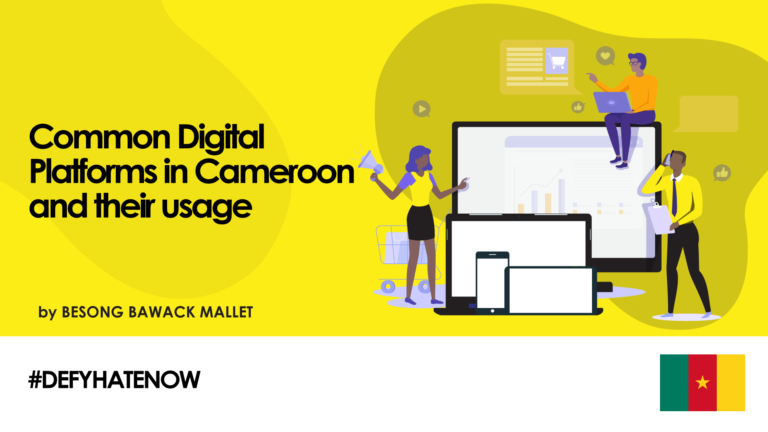 Common Digital
Platforms in Cameroon
and their usage
by BESONG BAWACK MALLET
#DEFYHATENOW